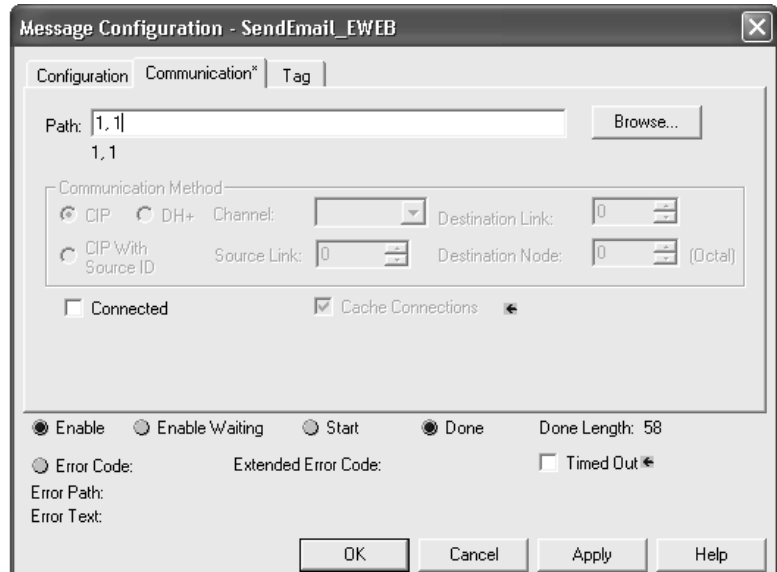 Message Configuration - SendEmail_EWEB
Configuration Communication* Tag
Path: 1, 1 Browse...
1, 1
Communication Method
CIP DH+ Channel: Destination Link: 0
CIP With Source ID Source Link: 0 Destination Node: 0 (Octal)
Connected Cache Connections
Enable Enable Waiting Start Done Done Length: 58
Error Code: Extended Error Code: Timed Out
Error Path:
Error Text:
OK Cancel Apply Help